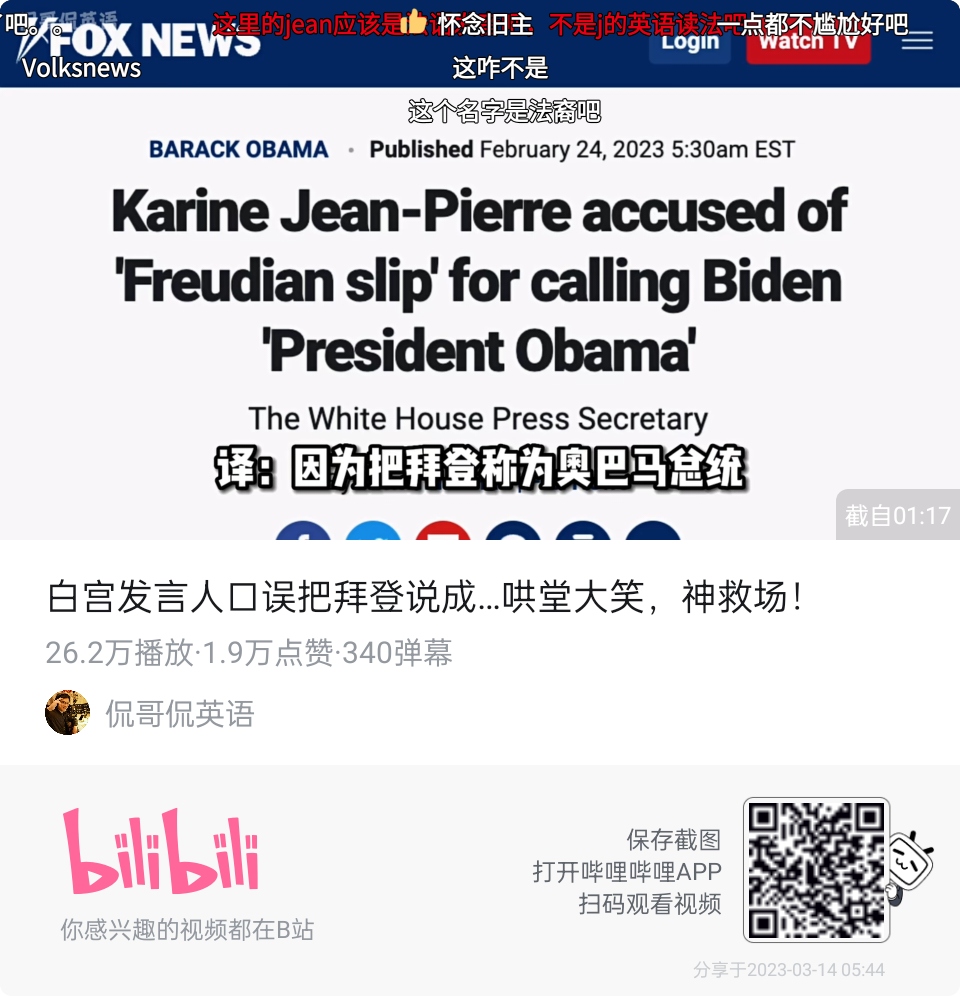 了吧。。
侃哥侃英语
这里的jean应该是
👍怀念旧主
不是j的英语读法吧
一点都不尴尬好吧
FOX NEWS
Login
Watch TV
Volksnews
这咋不是
这个名字是法裔吧
BARACK OBAMA · Published February 24, 2023 5:30am EST
Karine Jean-Pierre accused of
'Freudian slip' for calling Biden
'President Obama'
The White House Press Secretary
译：因为把拜登称为奥巴马总统
截自01:17
白宫发言人口误把拜登说成…哄堂大笑，神救场！
26.2万播放·1.9万点赞·340弹幕
侃哥侃英语
bilibili
你感兴趣的视频都在B站
保存截图
打开哔哩哔哩APP
扫码观看视频
分享于2023-03-14 05:44